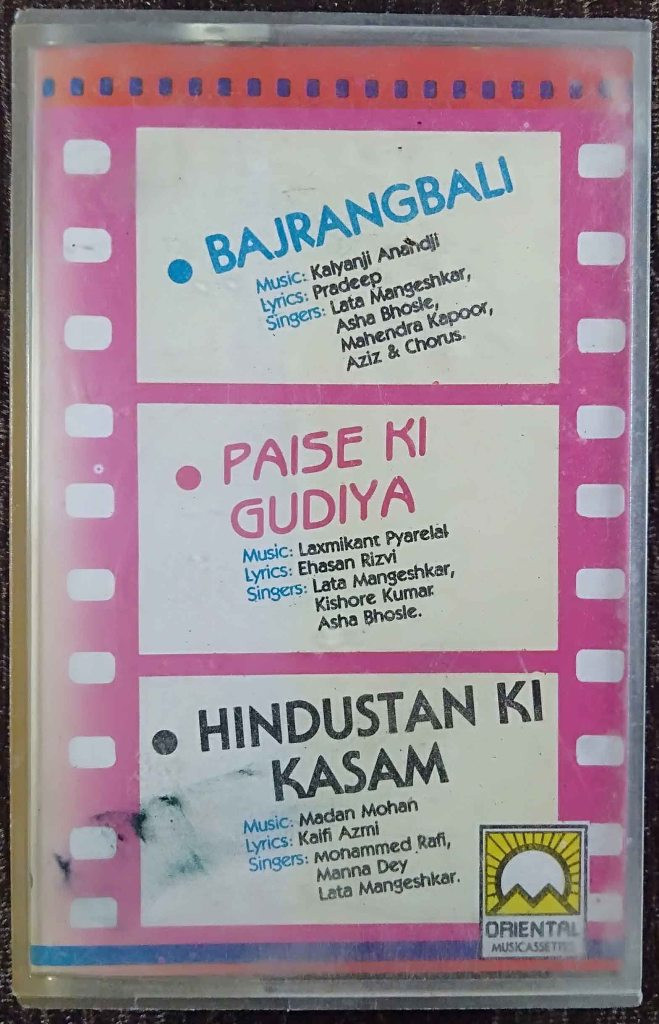 • BAJRANGBALI
Music: Kalyanji Anandji
Lyrics: Pradeep
Singers: Lata Mangeshkar,
Asha Bhosle,
Mahendra Kapoor,
Aziz & Chorus.
• PAISE KI
GUDIYA
Music: Laxmikant Pyarelal
Lyrics: Ehasan Rizvi
Singers: Lata Mangeshkar,
Kishore Kumar
Asha Bhosle.
• HINDUSTAN KI
KASAM
Music: Madan Mohan
Lyrics: Kaifi Azmi
Singers: Mohammed Rafi,
Manna Dey
Lata Mangeshkar.
ORIENTAL
MUSICASSETTES